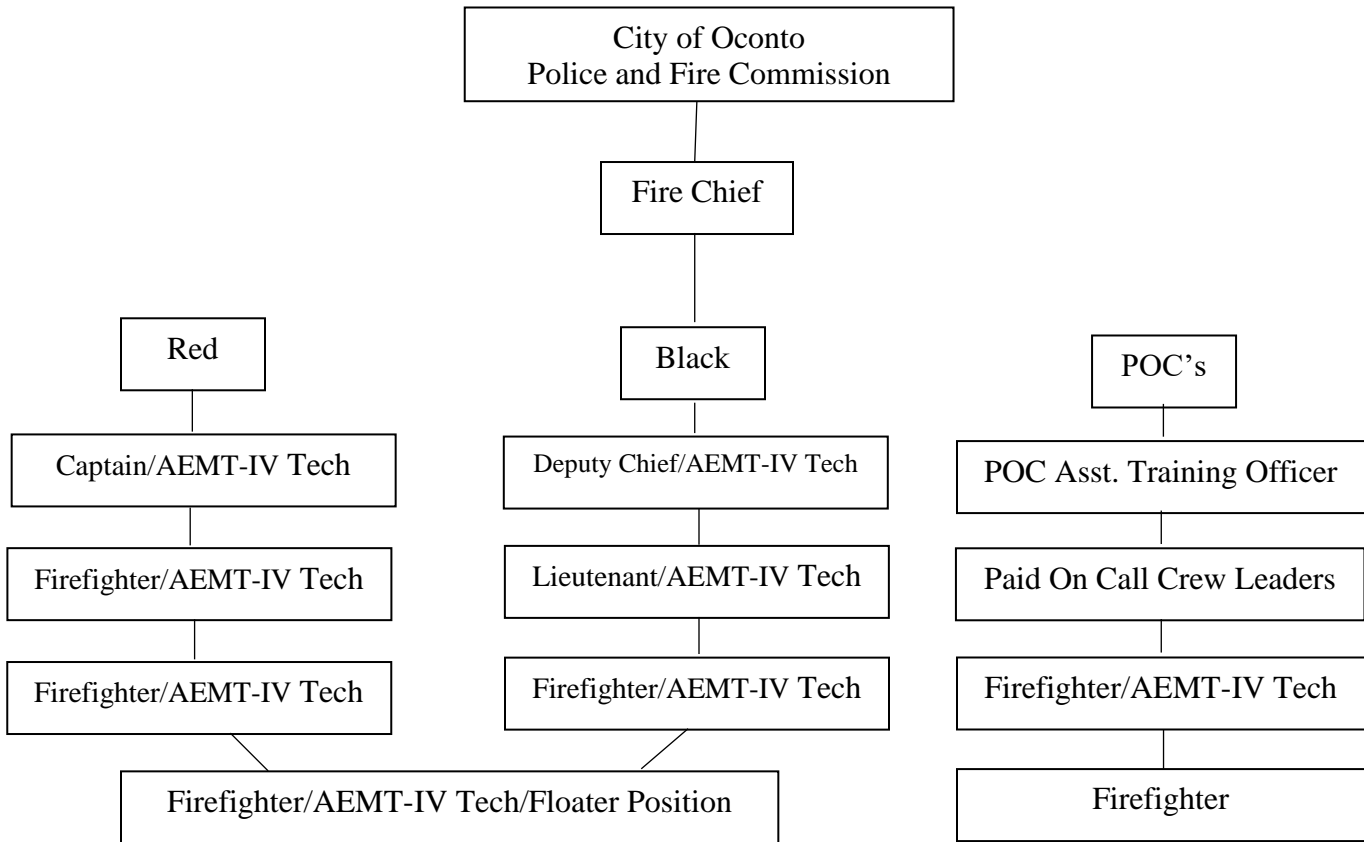 City of Oconto
Police and Fire Commission
Fire Chief
Red
Captain/AEMT-IV Tech
Firefighter/AEMT-IV Tech
Firefighter/AEMT-IV Tech
Black
Deputy Chief/AEMT-IV Tech
Lieutenant/AEMT-IV Tech
Firefighter/AEMT-IV Tech
Firefighter/AEMT-IV Tech/Floater Position
POC’s
POC Asst. Training Officer
Paid On Call Crew Leaders
Firefighter/AEMT-IV Tech
Firefighter